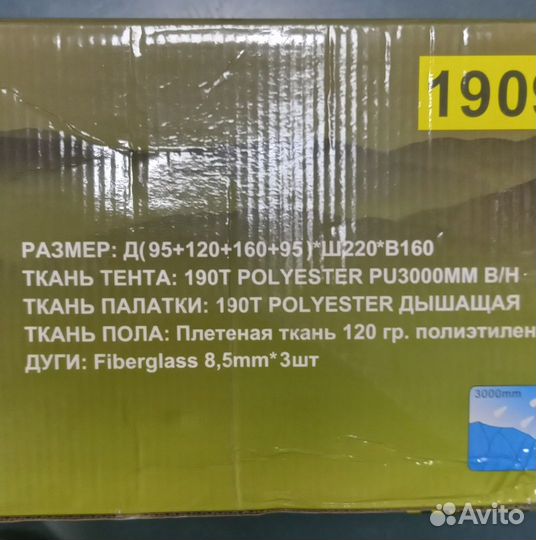 1909
РАЗМЕР: Д(95+120+160+95)*Ш220*В160
ТКАНЬ ТЕНТА: 190T POLYESTER PU3000MM В/Н
ТКАНЬ ПАЛАТКИ: 190T POLYESTER ДЫШАЩАЯ
ТКАНЬ ПОЛА: Плетеная ткань 120 гр. полиэтилен
ДУГИ: Fiberglass 8,5mm*3шт
3000mm
Avito